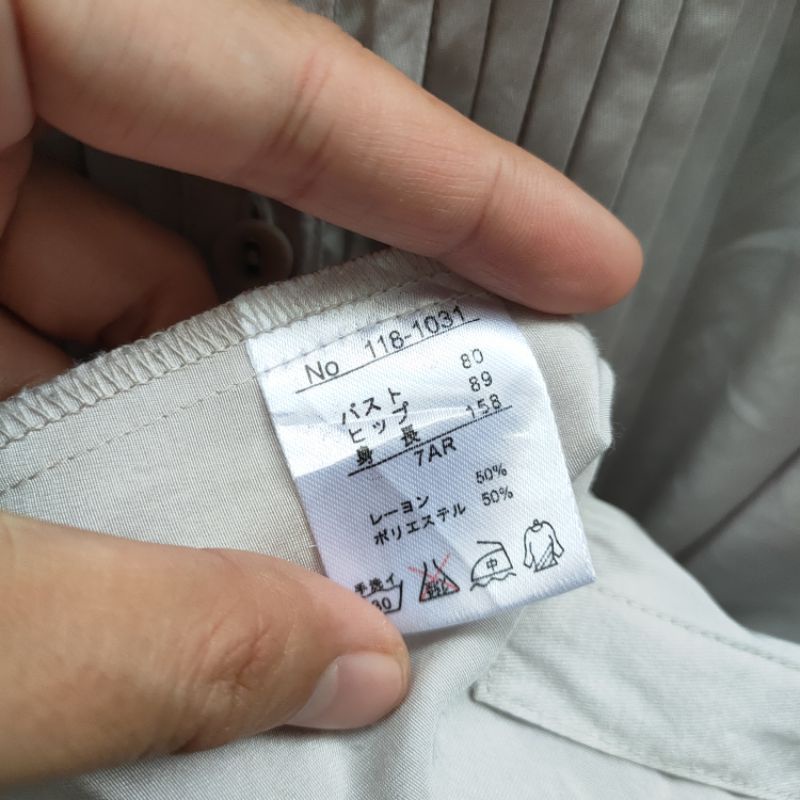 No 118-1031
バスト 80
ヒップ 89
身長 158
7AR
レーヨン 50%
ポリエステル 50%
手洗イ
30
中